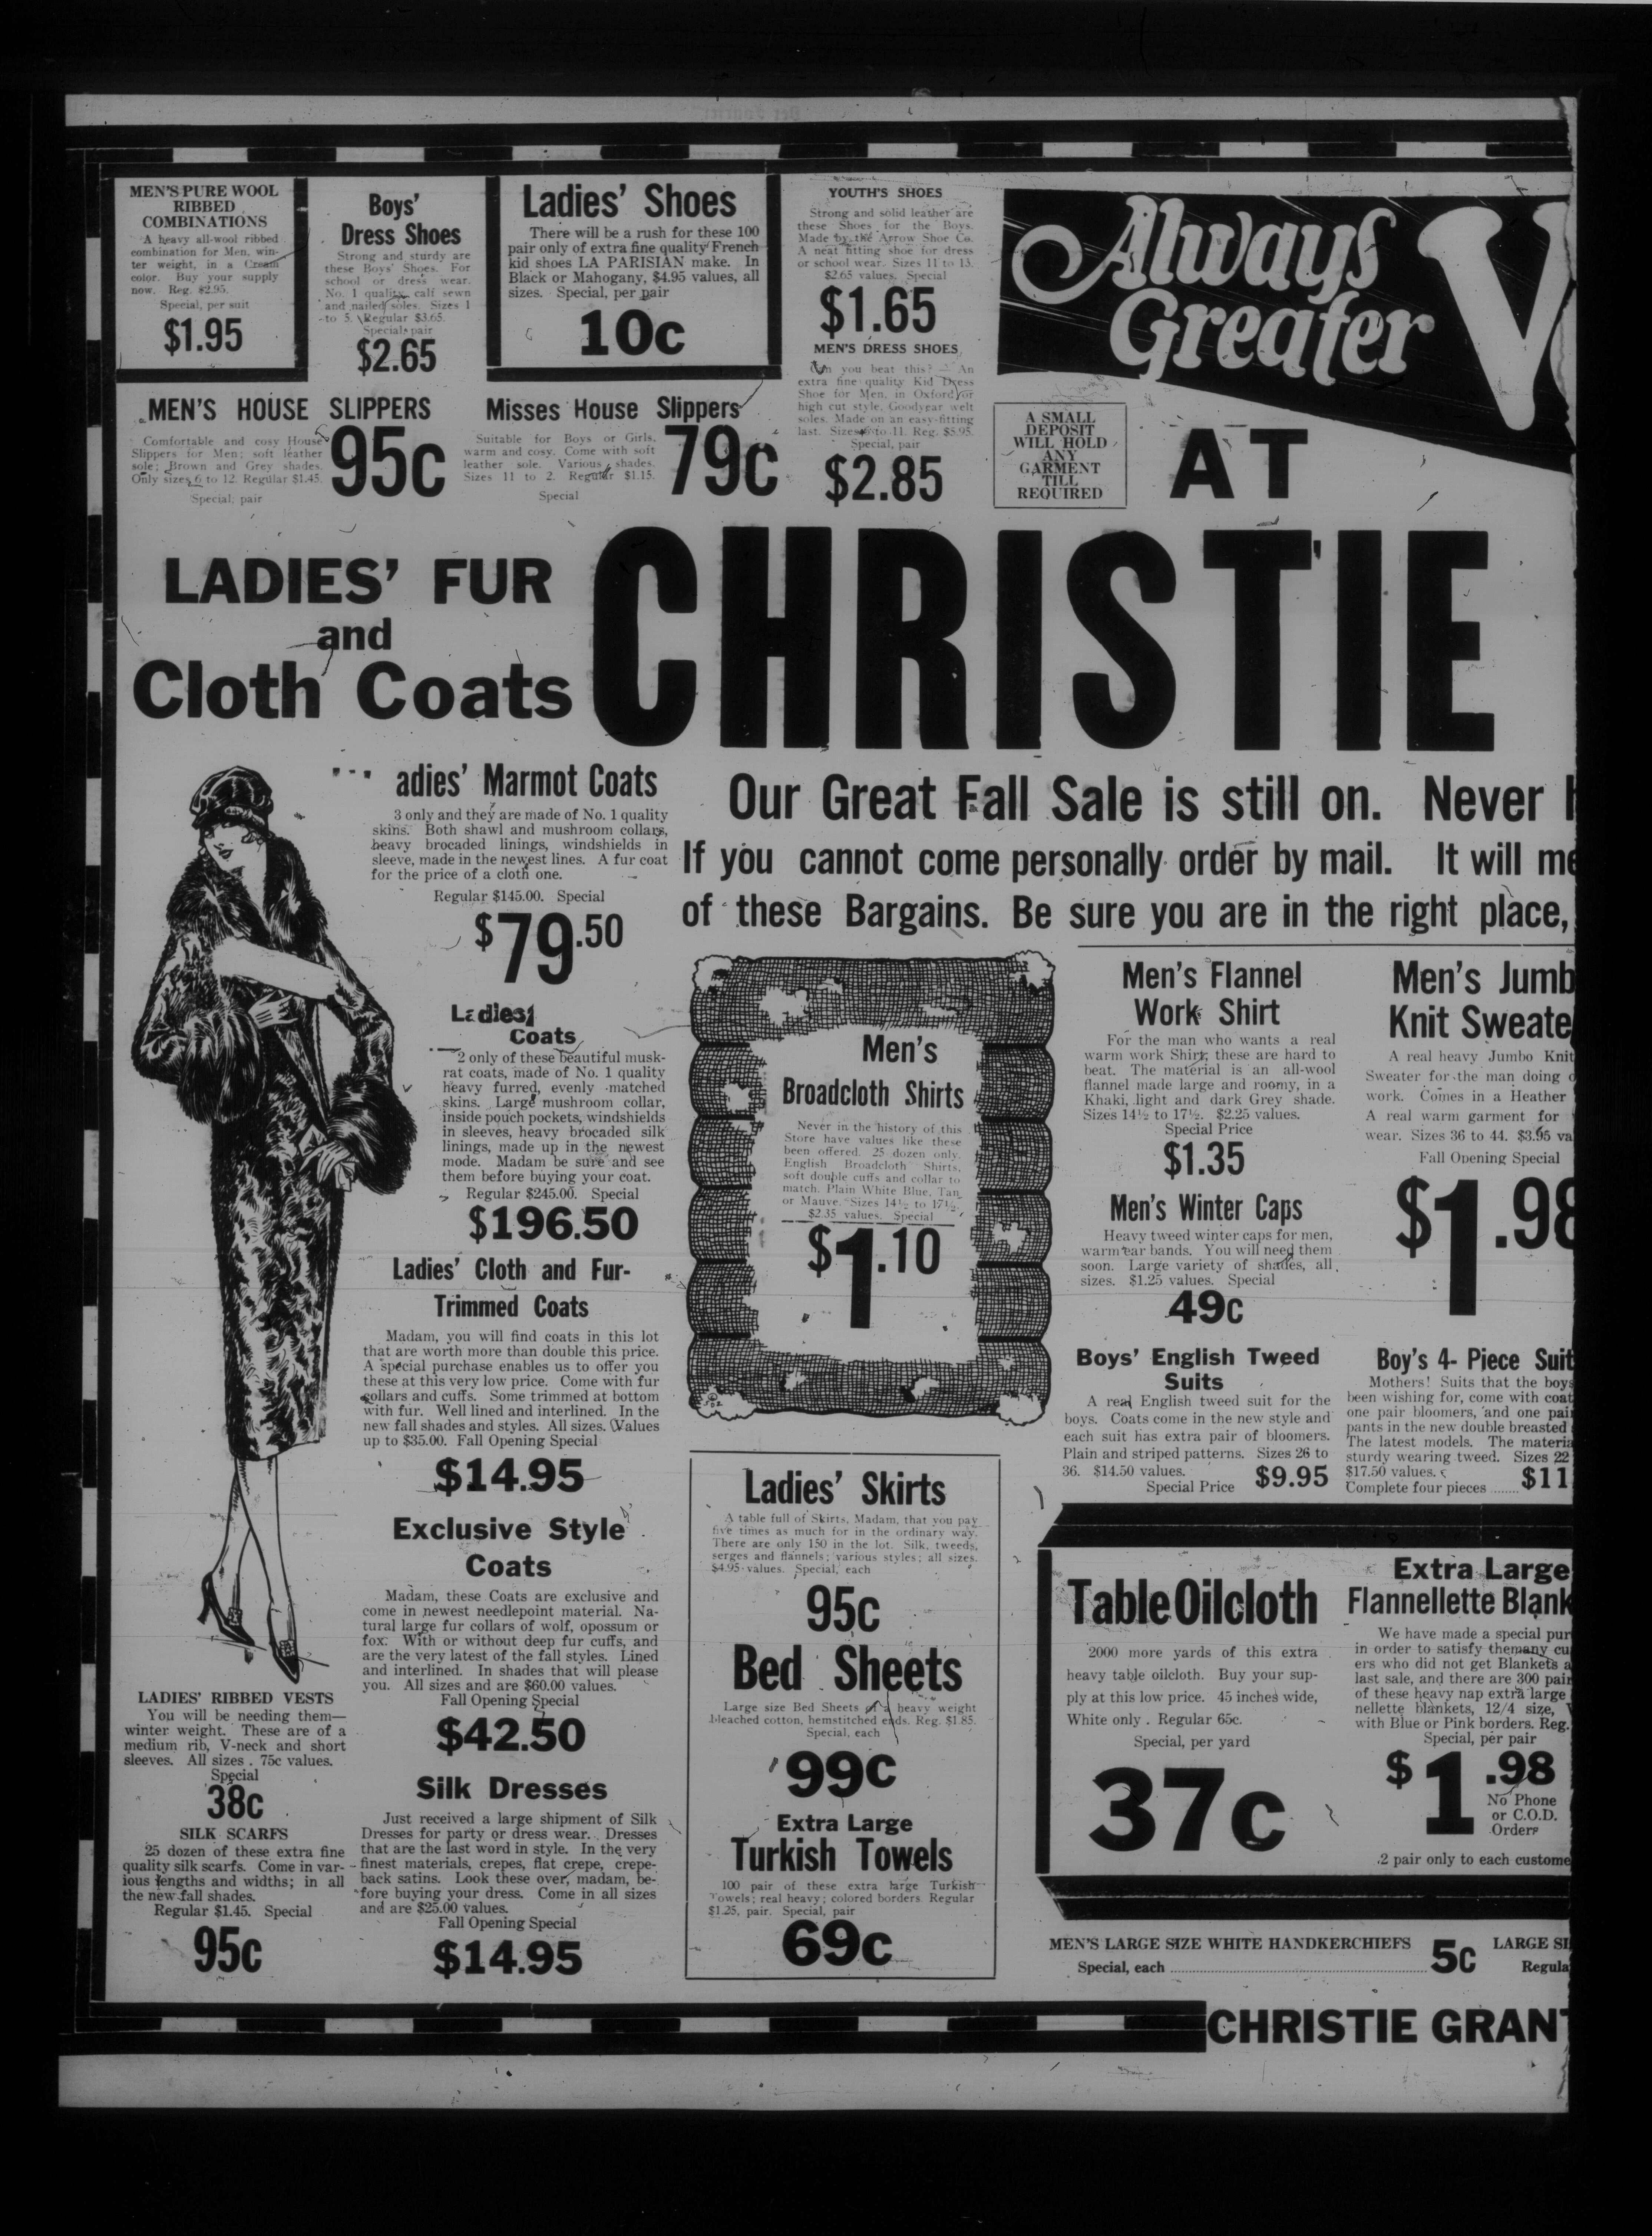 MEN'S PURE WOOL
RIBBED
COMBINATIONS
A heavy all-wool ribbed
combination for Men, win-
ter weight, in a Cream
color. Buy your supply
now. Reg. $2.95.
Special, per suit
$1.95
Boys'
Dress Shoes
Strong and sturdy are
these Boys' Shoes. For
school or dress wear.
No. 1 quality calf sewn
and nailed soles. Sizes 1
to 5. Regular $3.65.
Special, pair
$2.65
Ladies' Shoes
There will be a rush for these 100
pair only of extra fine quality French
kid shoes LA PARISIAN make. In
Black or Mahogany, $4.95 values, all
sizes. Special, per pair
10c
YOUTH'S SHOES
Strong and solid leather are
these Shoes for the Boys.
Made by the Arrow Shoe Co.
A neat fitting shoe for dress
or school wear. Sizes 11 to 13.
$2.65 values. Special
$1.65
MEN'S DRESS SHOES
Can you beat this? — An
extra fine quality Kid Dress
Shoe for Men, in Oxford or
high cut style. Goodyear welt
soles. Made on an easy-fitting
last. Sizes to 11. Reg. $5.95.
Special, pair
$2.85
MEN'S HOUSE SLIPPERS
Comfortable and cosy House
Slippers for Men; soft leather
sole; Brown and Grey shades.
Only sizes 6 to 12. Regular $1.45.
Special, pair
95c
Misses House Slippers
Suitable for Boys or Girls,
warm and cosy. Come with soft
leather sole. Various shades.
Sizes 11 to 2. Regular $1.15.
Special
79c
Always
Greater V
A SMALL
DEPOSIT
WILL HOLD
ANY
GARMENT
TILL
REQUIRED
AT
CHRISTIE
LADIES' FUR
and
Cloth Coats
Our Great Fall Sale is still on. Never
If you cannot come personally order by mail. It will me
of these Bargains. Be sure you are in the right place,
adies' Marmot Coats
3 only and they are made of No. 1 quality
skins. Both shawl and mushroom collars,
heavy brocaded linings, windshields in
sleeve, made in the newest lines. A fur coat
for the price of a cloth one.
Regular $145.00. Special
$79.50
Ladies'
Coats
2 only of these beautiful musk-
rat coats, made of No. 1 quality
heavy furred, evenly matched
skins. Large mushroom collar,
inside pouch pockets, windshields
in sleeves, heavy brocaded silk
linings, made up in the newest
mode. Madam be sure and see
them before buying your coat.
Regular $245.00. Special
$196.50
Ladies' Cloth and Fur-
Trimmed Coats
Madam, you will find coats in this lot
that are worth more than double this price.
A special purchase enables us to offer you
these at this very low price. Come with fur
collars and cuffs. Some trimmed at bottom
with fur. Well lined and interlined. In the
new fall shades and styles. All sizes. Values
up to $35.00. Fall Opening Special
$14.95
Exclusive Style
Coats
Madam, these Coats are exclusive and
come in newest needlepoint material. Na-
tural large fur collars of wolf, opossum or
fox. With or without deep fur cuffs, and
are the very latest of the fall styles. Lined
and interlined. In shades that will please
you. All sizes and are $60.00 values.
Fall Opening Special
$42.50
Silk Dresses
Just received a large shipment of Silk
Dresses for party or dress wear. Dresses
that are the last word in style. In the very
finest materials, crepes, flat crepe, crepe-
back satins. Look these over, madam, be-
fore buying your dress. Come in all sizes
and are $25.00 values.
Fall Opening Special
$14.95
LADIES' RIBBED VESTS
You will be needing them—
winter weight. These are of a
medium rib, V-neck and short
sleeves. All sizes. 75c values.
Special
38c
SILK SCARFS
25 dozen of these extra fine
quality silk scarfs. Come in var-
ious lengths and widths; in all
the new fall shades.
Regular $1.45. Special
95c
Men's
Broadcloth Shirts
Never in the history of this
Store have values like these
been offered. 25 dozen only.
English Broadcloth Shirts,
soft double cuffs and collar to
match. Plain White Blue, Tan
or Mauve. Sizes 14½ to 17½.
$2.35 values. Special
$1.10
Ladies' Skirts
A table full of Skirts, Madam, that you pay
five times as much for in the ordinary way.
There are only 150 in the lot. Silk, tweeds,
serges and flannels; various styles; all sizes.
$4.95 values. Special, each
95c
Bed Sheets
Large size Bed Sheets of a heavy weight
bleached cotton, hemstitched ends. Reg. $1.85.
Special, each
99c
Extra Large
Turkish Towels
100 pair of these extra large Turkish
Towels; real heavy; colored borders. Regular
$1.25, pair. Special, pair
69c
Men's Flannel
Work Shirt
For the man who wants a real
warm work Shirt, these are hard to
beat. The material is an all-wool
flannel made large and roomy, in a
Khaki, light and dark Grey shade.
Sizes 14½ to 17½. $2.25 values.
Special Price
$1.35
Men's Winter Caps
Heavy tweed winter caps for men,
warm ear bands. You will need them
soon. Large variety of shades, all
sizes. $1.25 values. Special
49c
Boys' English Tweed
Suits
A real English tweed suit for the
boys. Coats come in the new style and
each suit has extra pair of bloomers.
Plain and striped patterns. Sizes 26 to
36. $14.50 values.
Special Price $9.95
Men's Jumb
Knit Sweate
A real heavy Jumbo Knit
Sweater for the man doing
work. Comes in a Heather
A real warm garment for
wear. Sizes 36 to 44. $3.95 va
Fall Opening Special
$1.98
Boy's 4- Piece Suit
Mothers! Suits that the boys
been wishing for, come with coat
one pair bloomers, and one pai
pants in the new double breasted
The latest models. The materia
sturdy wearing tweed. Sizes 22
$17.50 values.
Complete four pieces ....... $11
Table Oilcloth
2000 more yards of this extra
heavy table oilcloth. Buy your sup-
ply at this low price. 45 inches wide,
White only. Regular 65c.
Special, per yard
37c
Extra Large
Flannellette Blank
We have made a special pur
in order to satisfy themany cu
ers who did not get Blankets a
last sale, and there are 300 pair
of these heavy nap extra large
nellette blankets, 12/4 size,
with Blue or Pink borders. Reg.
Special, per pair
$1.98
No Phone
or C.O.D.
Orders
2 pair only to each custome
MEN'S LARGE SIZE WHITE HANDKERCHIEFS
Special, each 5c
LARGE SI
Regula
CHRISTIE GRANT